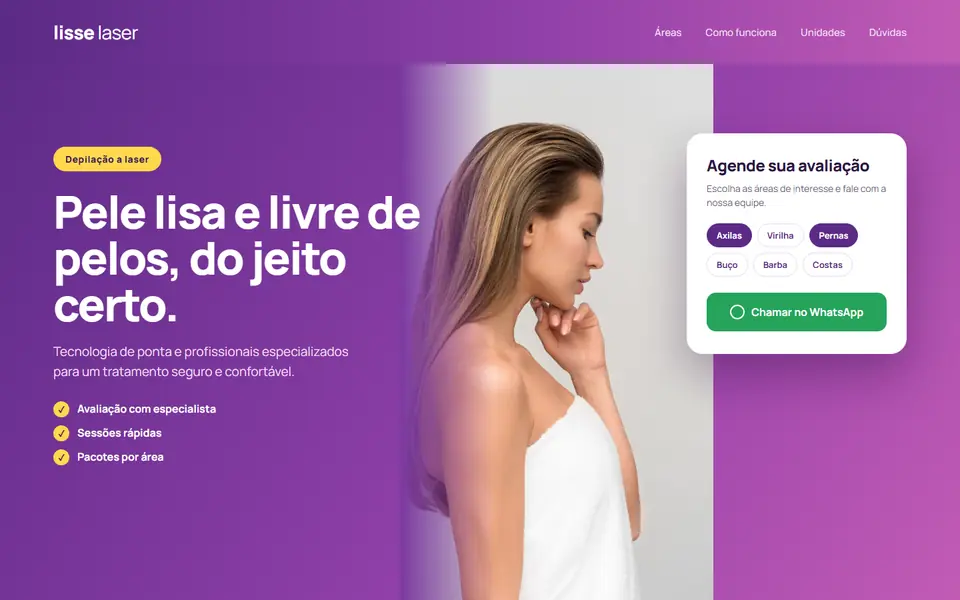 lisse laser
Áreas
Como funciona
Unidades
Dúvidas
Depilação a laser
Pele lisa e livre de
pelos, do jeito
certo.
Tecnologia de ponta e profissionais especializados
para um tratamento seguro e confortável.
Avaliação com especialista
Sessões rápidas
Pacotes por área
Agende sua avaliação
Escolha as áreas de interesse e fale com a
nossa equipe.
Axilas
Virilha
Pernas
Buço
Barba
Costas
Chamar no WhatsApp